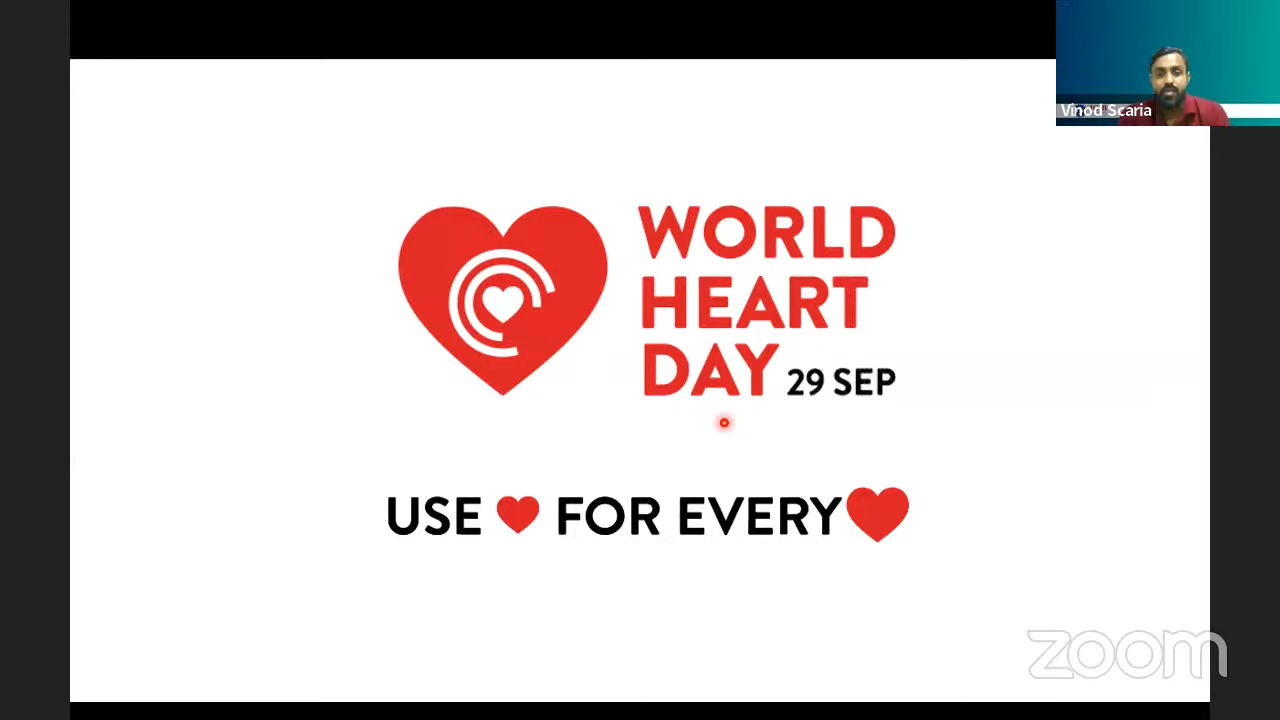 Vinod Scaria
WORLD
HEART
DAY 29 SEP
USE FOR EVERY
zoom